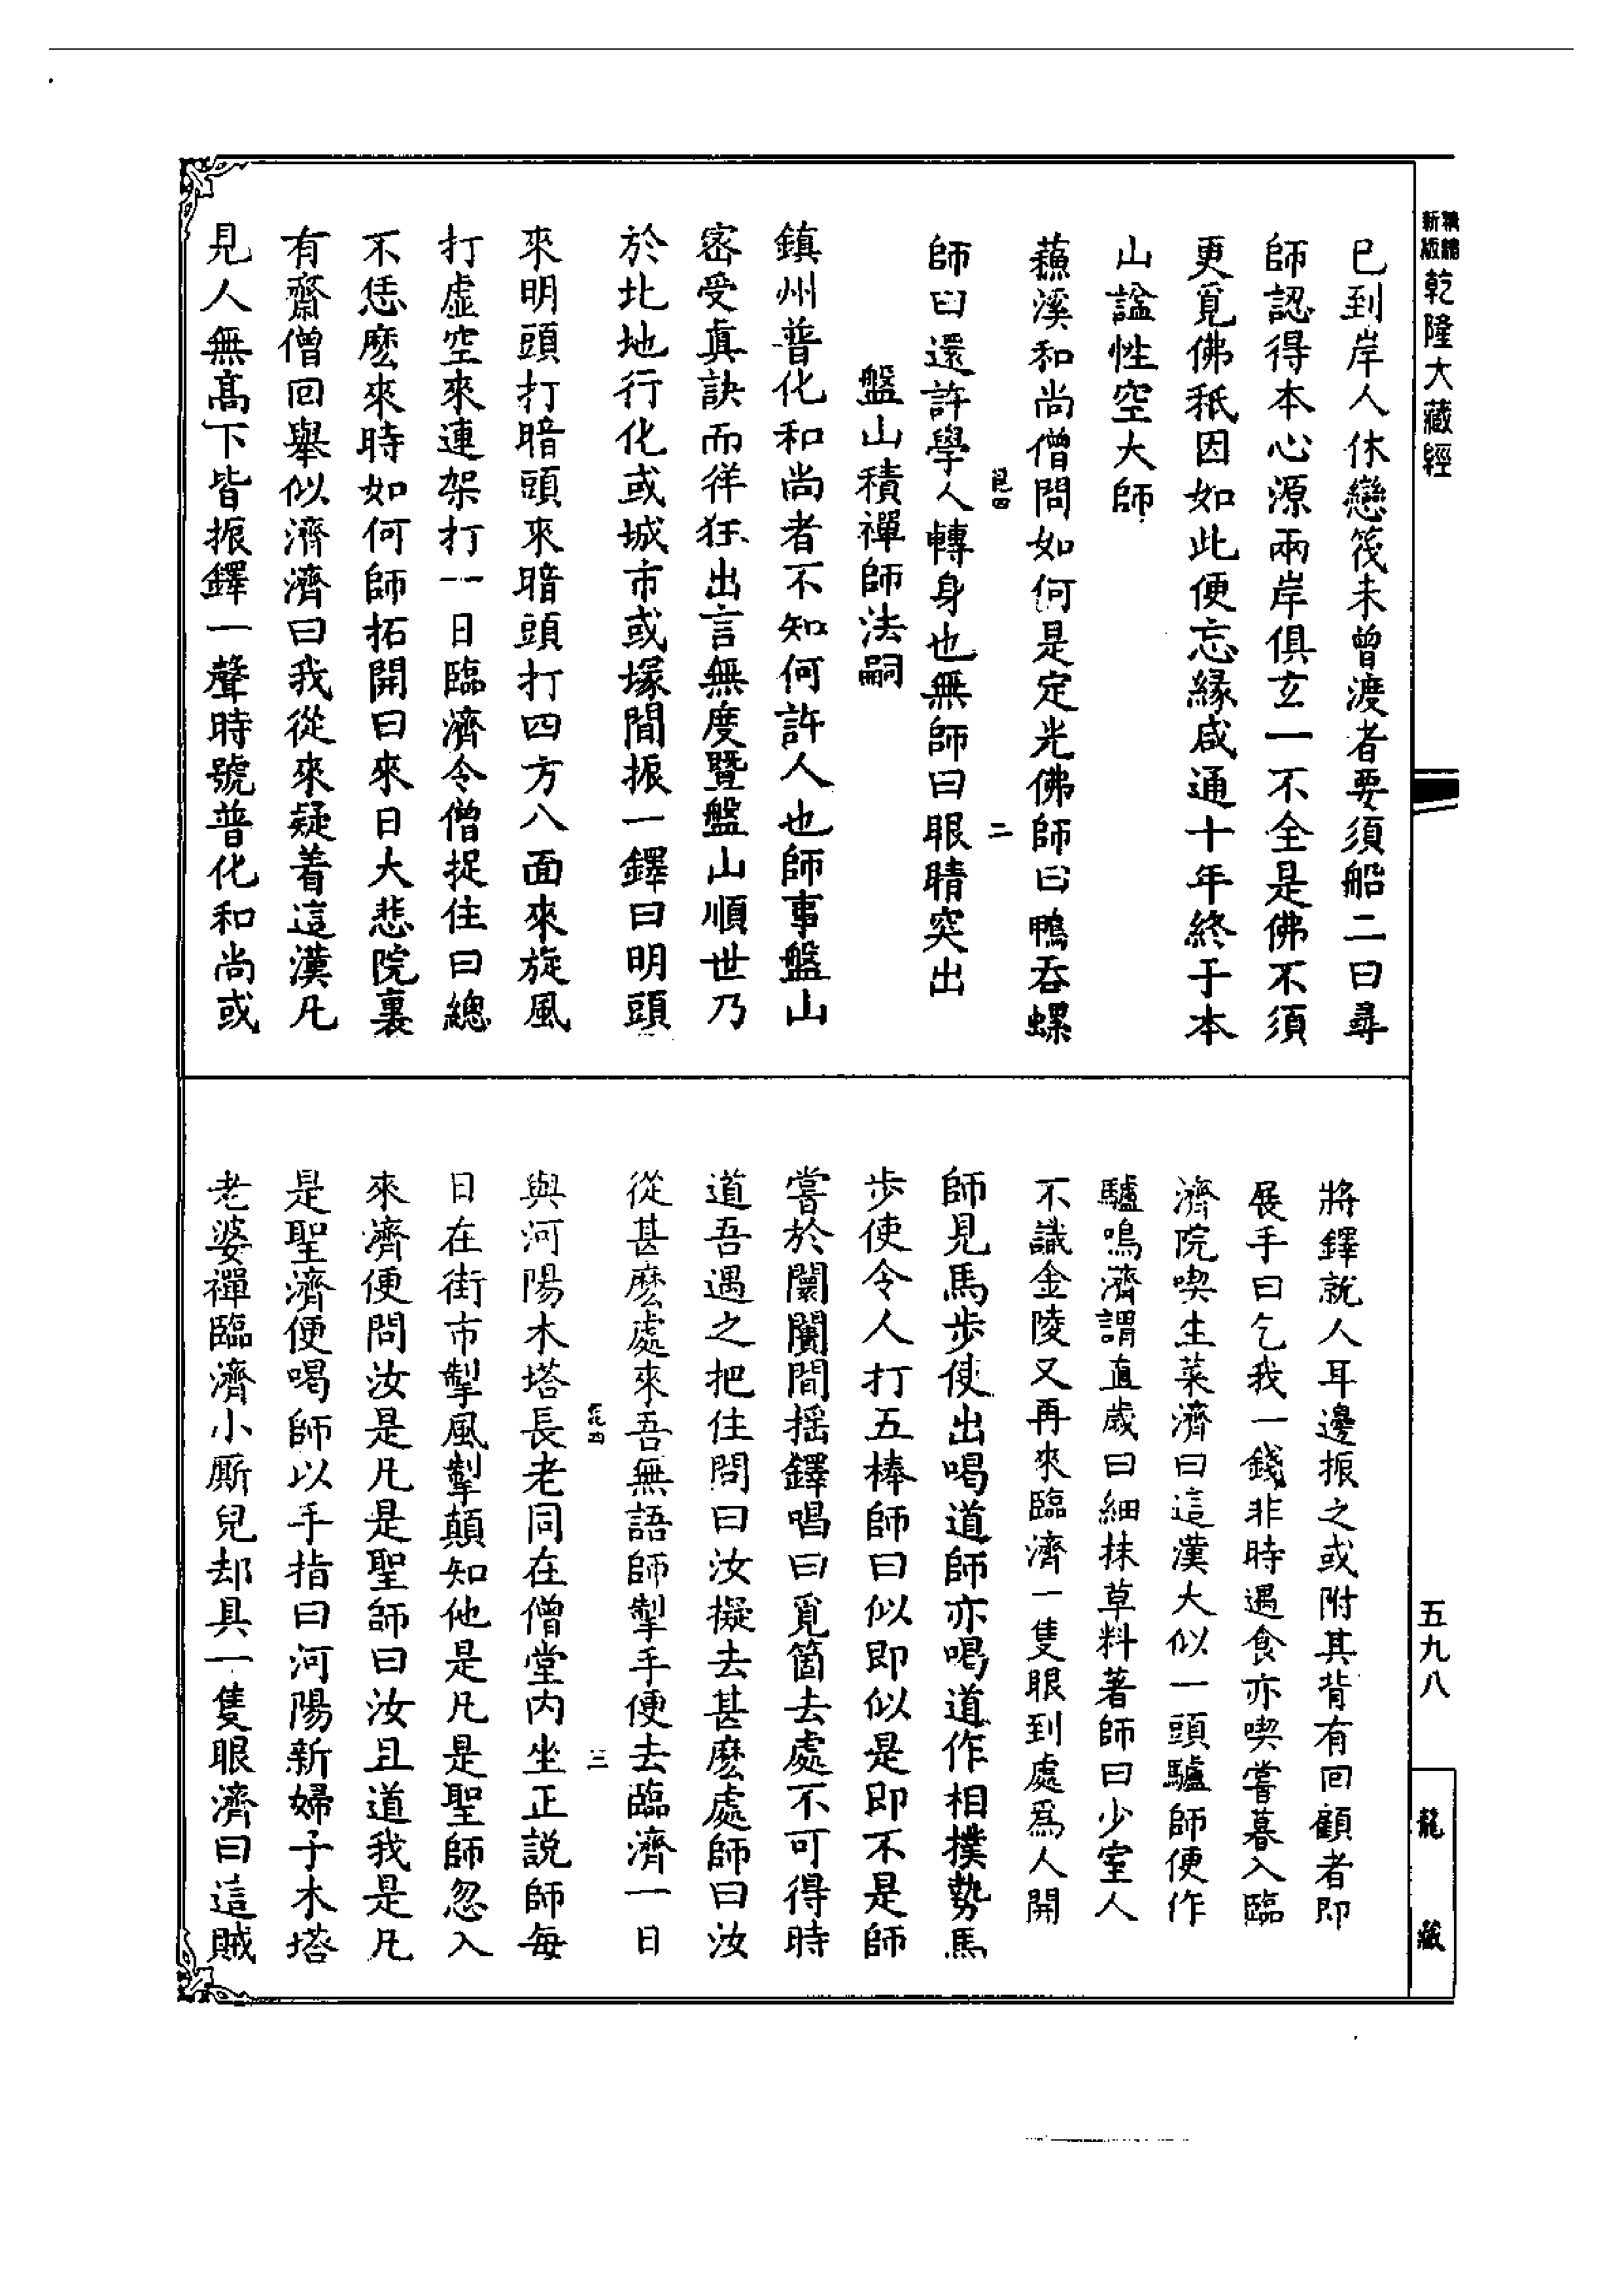 新版精縮乾隆大藏經
已到岸人休戀筏未曾渡者要須船二曰尋
師認得本心源兩岸俱玄一不全是佛不須
更覓佛秖因如此便忘緣咸通十年終于本
山諡性空大師
蘓溪和尚僧問如何是定光佛師曰鴨吞螺
師曰還許學人轉身也無師曰眼睛突出
二
盤山積禪師法嗣
鎮州普化和尚者不知何許人也師事盤山
密受真訣而佯狂出言無度暨盤山順世乃
於北地行化或城市或塚間振一鐸曰明頭
來明頭打暗頭來暗頭打四方八面來旋風
打虛空來連架打一日臨濟令僧捉住曰總
不恁麼來時如何師拓開曰來日大悲院裏
有齋僧回舉似濟濟曰我從來疑着這漢凡
見人無高下皆振鐸一聲時號普化和尚或
將鐸就人耳邊振之或附其背有回顧者即
展手曰乞我一錢非時遇食亦喫嘗暮入臨
濟院喫生菜濟曰這漢大似一頭驢師便作
驢鳴濟謂直歲曰細抹草料著師曰少室人
不識金陵又再來臨濟一隻眼到處為人開
師見馬步使出喝道師亦喝道作相撲勢馬
步使令人打五棒師曰似即似是即不是師
嘗於闤闠間搖鐸唱曰覓箇去處不可得時
道吾遇之把住問曰汝擬去甚麼處師曰汝
從甚麼處來吾無語師掣手便去臨濟一日
三
與河陽木塔長老同在僧堂內坐正說師每
日在街市掣風掣顛知他是凡是聖師忽入
來濟便問汝是凡是聖師曰汝且道我是凡
是聖濟便喝師以手指曰河陽新婦子木塔
老婆禪臨濟小廝兒却具一隻眼濟曰這賊
五九八
龍藏